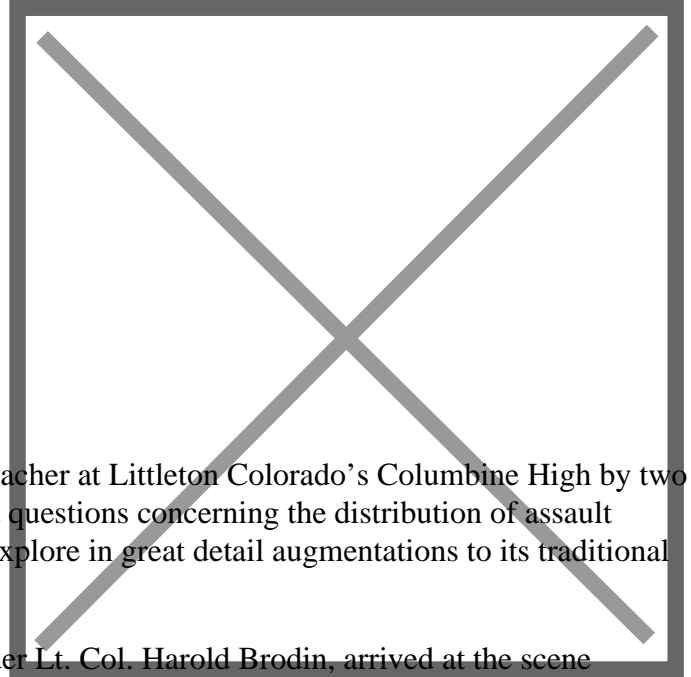 acher at Littleton Colorado’s Columbine High by two
questions concerning the distribution of assault
xplore in great detail augmentations to its traditional
er Lt. Col. Harold Brodin, arrived at the scene